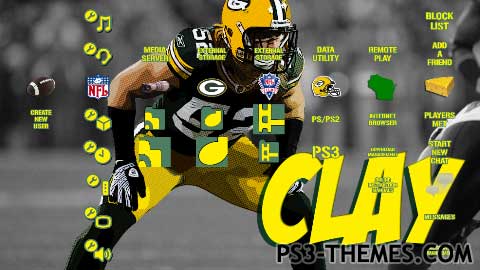 BLOCK
LIST
MEDIA
SERVER
EXTERNAL
STORAGE
EXTERNAL
STORAGE
DATA
UTILITY
REMOTE
PLAY
ADD
A
FRIEND
NFL
G
CREATE
NEW
USER
PS/PS2
INTERNET
BROWSER
PLAYERS
MET
PS3
START
NEW
CHAT
CLAY
MESSAGES
PS3-THEMES.COM